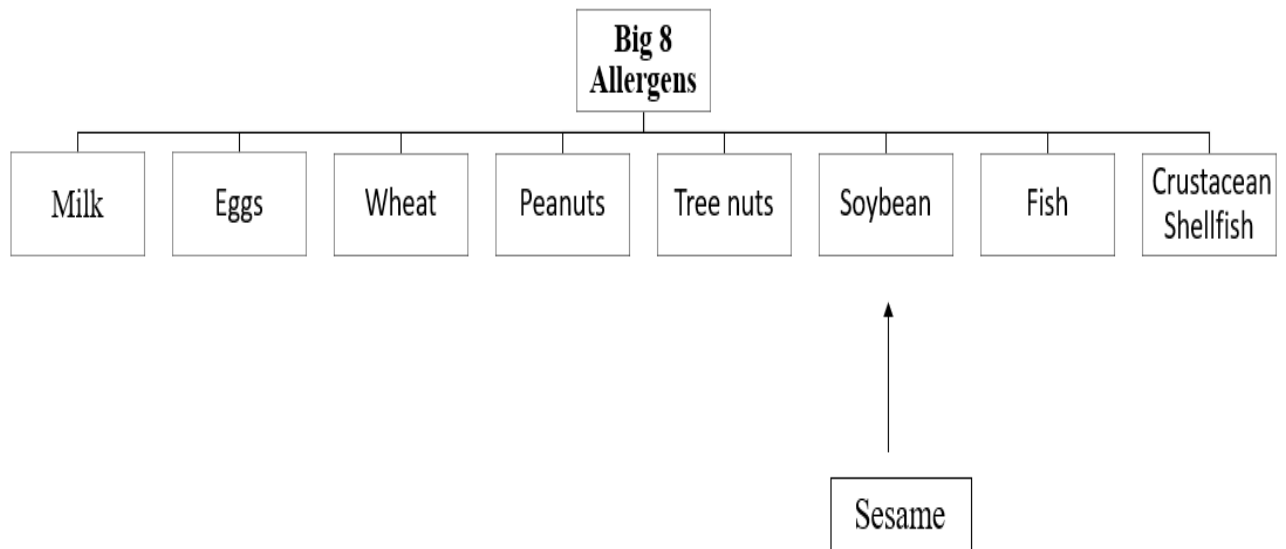 Big 8
Allergens
Milk
Eggs
Wheat
Peanuts
Tree nuts
Soybean
Fish
Crustacean
Shellfish
Sesame